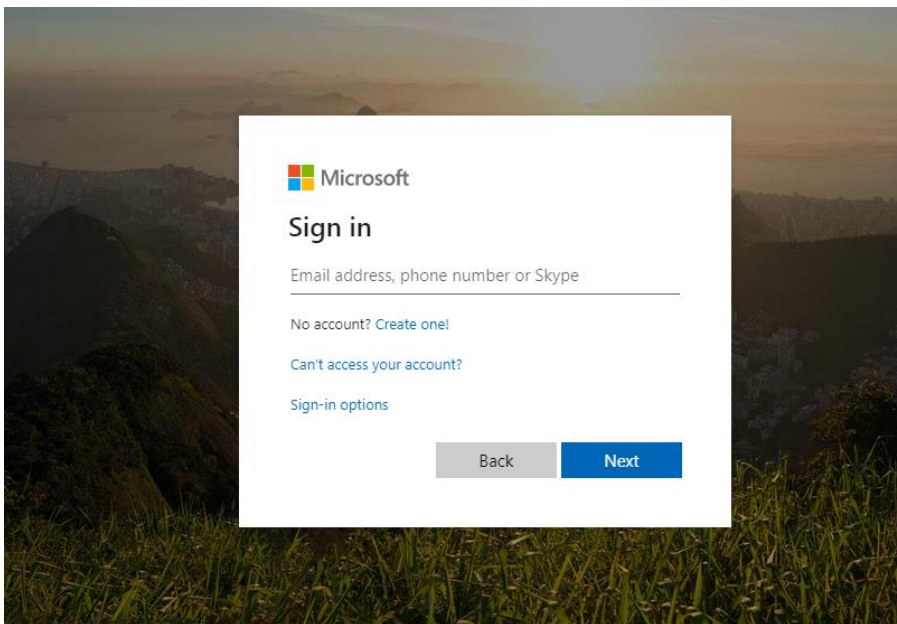 Microsoft
Sign in
Email address, phone number or Skype
No account? Create one!
Can't access your account?
Sign-in options
Back Next